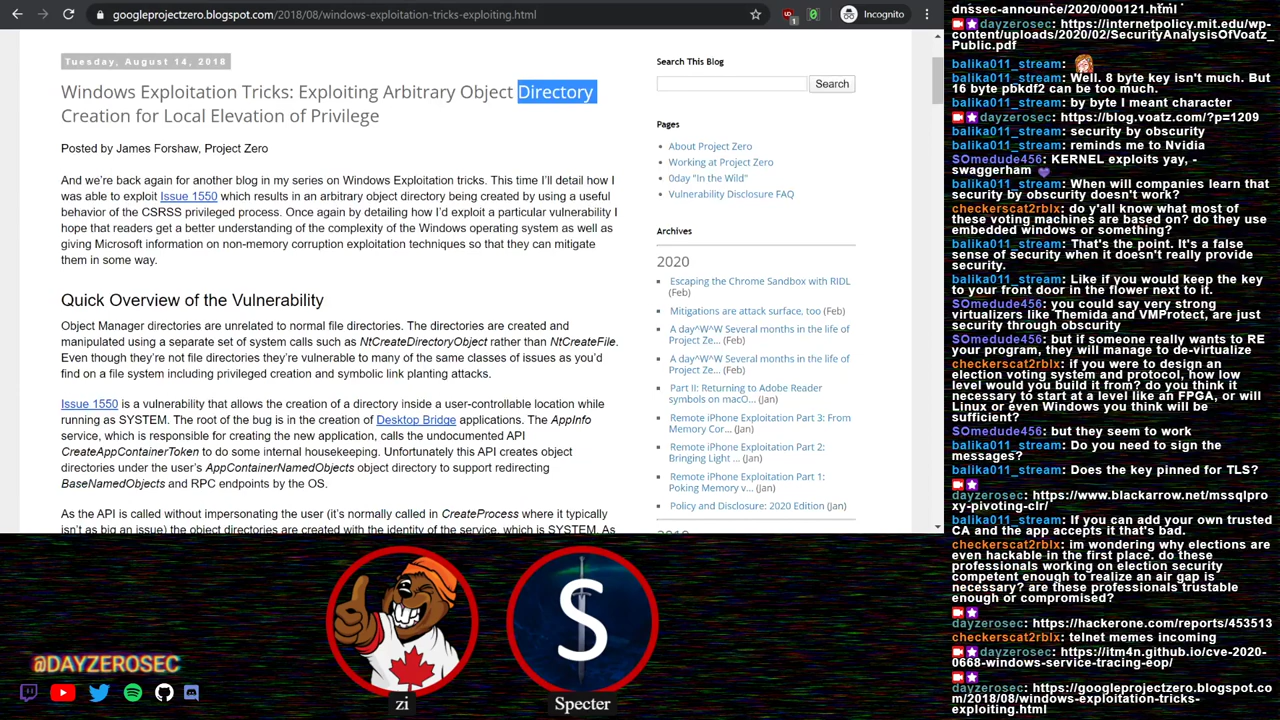 googleprojectzero.blogspot.com/2018/08/windows-exploitation-tricks-exploiting.html
1
Incognito
Tuesday, August 14, 2018
Windows Exploitation Tricks: Exploiting Arbitrary Object Directory
Creation for Local Elevation of Privilege
Posted by James Forshaw, Project Zero
And we're back again for another blog in my series on Windows Exploitation tricks. This time I'll detail how I
was able to exploit Issue 1550 which results in an arbitrary object directory being created by using a useful
behavior of the CSRSS privileged process. Once again by detailing how I'd exploit a particular vulnerability I
hope that readers get a better understanding of the complexity of the Windows operating system as well as
giving Microsoft information on non-memory corruption exploitation techniques so that they can mitigate
them in some way.
Quick Overview of the Vulnerability
Object Manager directories are unrelated to normal file directories. The directories are created and
manipulated using a separate set of system calls such as NtCreateDirectoryObject rather than NtCreateFile.
Even though they're not file directories they're vulnerable to many of the same classes of issues as you'd
find on a file system including privileged creation and symbolic link planting attacks.
Issue 1550 is a vulnerability that allows the creation of a directory inside a user-controllable location while
running as SYSTEM. The root of the bug is in the creation of Desktop Bridge applications. The AppInfo
service, which is responsible for creating the new application, calls the undocumented API
CreateAppContainerToken to do some internal housekeeping. Unfortunately this API creates object
directories under the user's AppContainerNamedObjects object directory to support redirecting
BaseNamedObjects and RPC endpoints by the OS.
As the API is called without impersonating the user (it's normally called in CreateProcess where it typically
isn't as big an issue) the object directories are created with the identity of the service, which is SYSTEM. As
Search This Blog
Search
Pages
About Project Zero
Working at Project Zero
0day "In the Wild"
Vulnerability Disclosure FAQ
Archives
2020
Escaping the Chrome Sandbox with RIDL
(Feb)
Mitigations are attack surface, too (Feb)
A day^W^W Several months in the life of
Project Ze... (Feb)
A day^W^W Several months in the life of
Project Ze... (Feb)
Part II: Returning to Adobe Reader
symbols on macO... (Jan)
Remote iPhone Exploitation Part 3: From
Memory Cor... (Jan)
Remote iPhone Exploitation Part 2:
Bringing Light ... (Jan)
Remote iPhone Exploitation Part 1:
Poking Memory v... (Jan)
Policy and Disclosure: 2020 Edition (Jan)
dnssec-announce/2020/000121.html
dayzerosec: https://internetpolicy.mit.edu/wp-
content/uploads/2020/02/SecurityAnalysisOfVoatz_
Public.pdf
balika011_stream:
balika011_stream: Well. 8 byte key isn't much. But
16 byte pbkdf2 can be too much.
balika011_stream: by byte I meant character
dayzerosec: https://blog.voatz.com/?p=1209
balika011_stream: security by obscurity
balika011_stream: reminds me to Nvidia
SOmedude456: KERNEL exploits yay, -
swaggerham
balika011_stream: When will companies learn that
security by obscurity doesn't work?
checkerscat2rblx: do y'all know what most of
these voting machines are based on? do they use
embedded windows or something?
balika011_stream: That's the point. It's a false
sense of security when it doesn't really provide
security.
balika011_stream: Like if you would keep the key
to your front door in the flower next to it.
SOmedude456: you could say very strong
virtualizers like Themida and VMProtect, are just
security through obscurity
SOmedude456: but if someone really wants to RE
your program, they will manage to de-virtualize
checkerscat2rblx: if you were to design an
election voting system and protocol, how low
level would you build it from? do you think it
necessary to start at a level like an FPGA, or will
Linux or even Windows you think will be
sufficient?
SOmedude456: but they seem to work
balika011_stream: Do you need to sign the
messages?
balika011_stream: Does the key pinned for TLS?
dayzerosec: https://www.blackarrow.net/mssqlpro
xy-pivoting-clr/
balika011_stream: If you can add your own trusted
CA and the app accepts it that's bad.
checkerscat2rblx: im wondering why elections are
even hackable in the first place. do these
professionals working on election security
competent enough to realize an air gap is
necessary? are these professionals trustable
enough or compromised?
dayzerosec: https://hackerone.com/reports/453513
checkerscat2rblx: telnet memes incoming
dayzerosec: https://itm4n.github.io/cve-2020-
0668-windows-service-tracing-eop/
dayzerosec: https://googleprojectzero.blogspot.co
m/2018/08/windows-exploitation-tricks-
exploiting.html
@DAYZEROSEC
zi
S
Specter